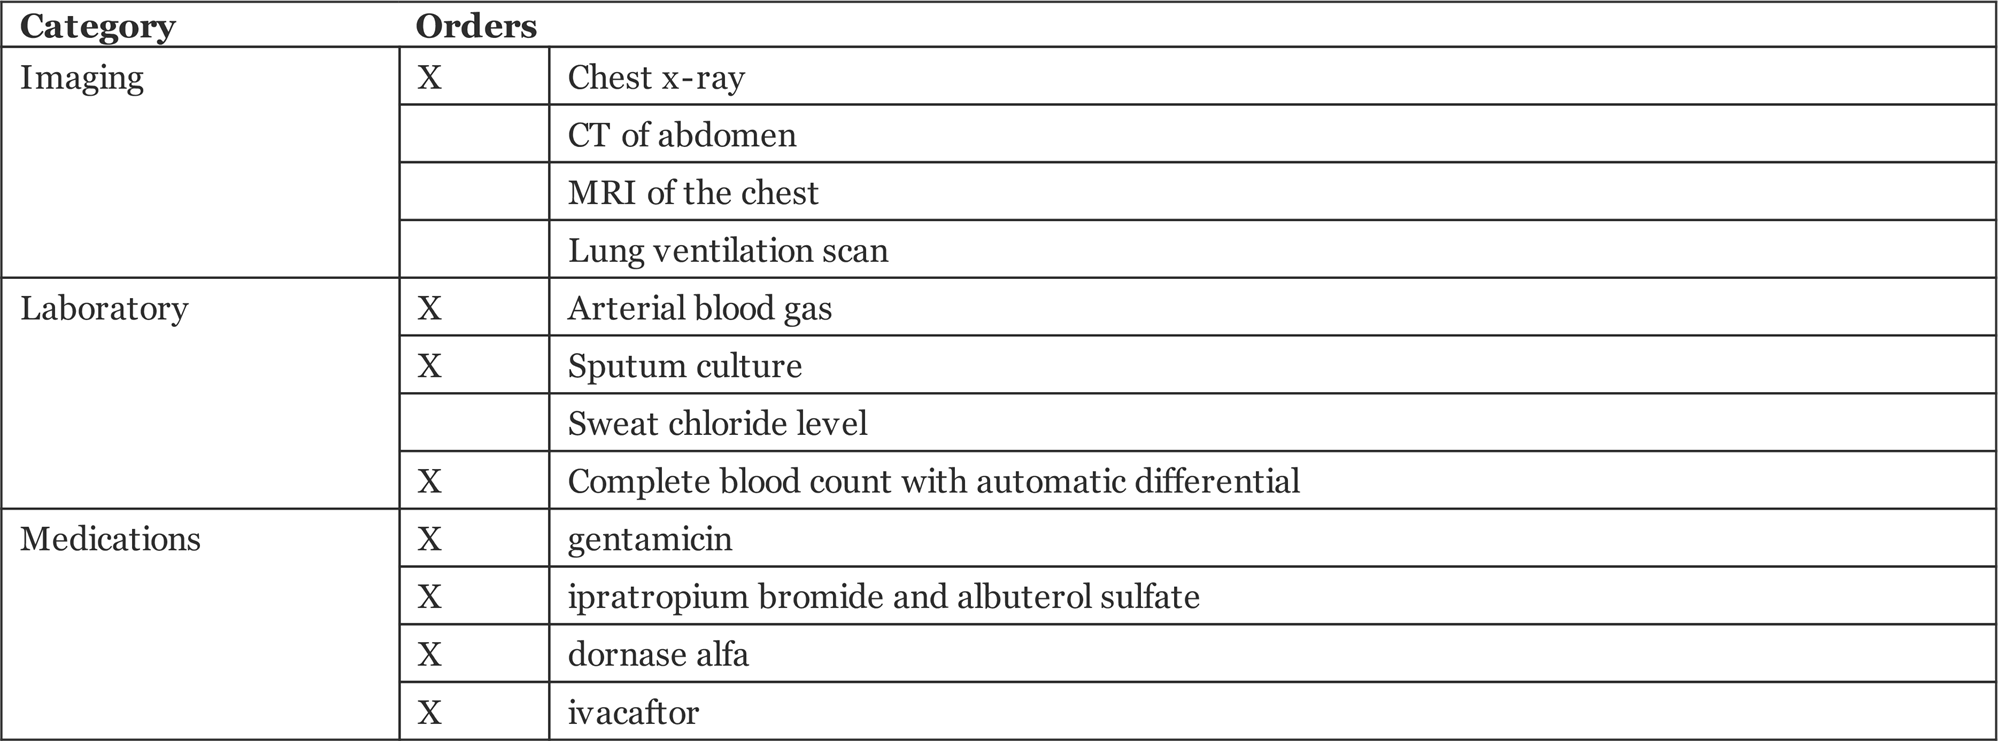 Category Orders
Imaging X Chest x-ray
CT of abdomen
MRI of the chest
Lung ventilation scan
Laboratory X Arterial blood gas
X Sputum culture
Sweat chloride level
X Complete blood count with automatic differential
Medications X gentamicin
X ipratropium bromide and albuterol sulfate
X dornase alfa
X ivacaftor